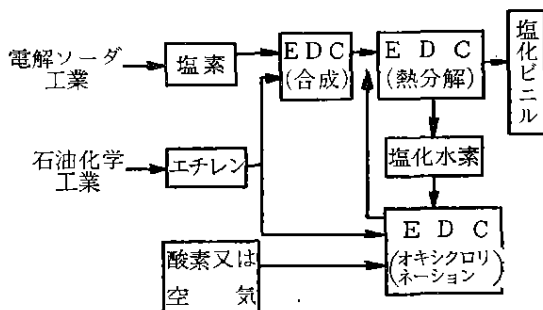 電解ソーダ
工業
塩素
EDC
(合成)
EDC
(熱分解)
塩化ビニル
石油化学
工業
エチレン
塩化水素
EDC
(オキシクロリ
ネーション)
酸素又は
空気